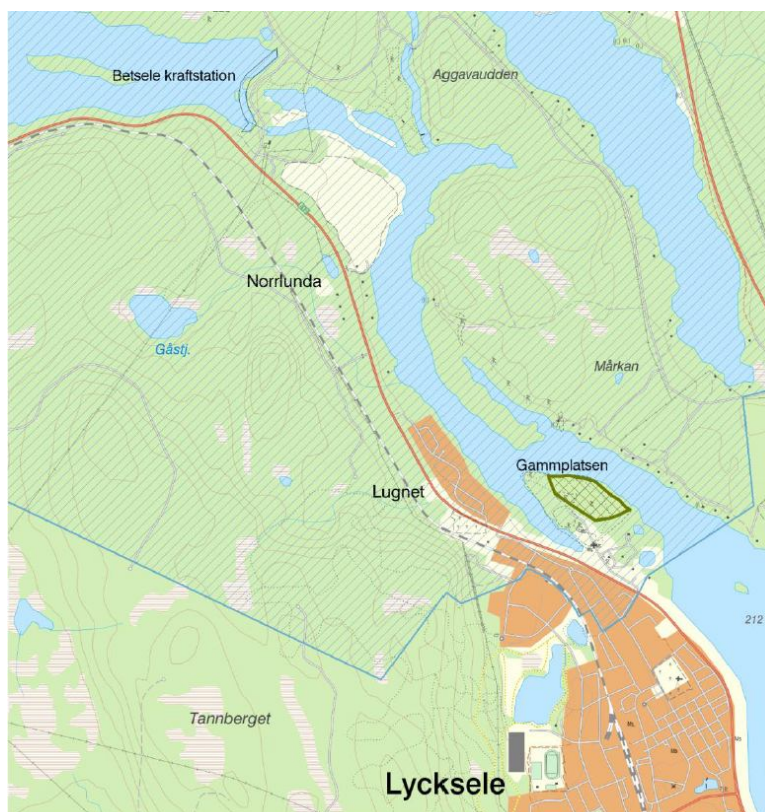 Betsele kraftstation
Aggavaudden
Norrlunda
Gåstj.
Mårkan
Gammplatsen
Lugnet
212
Tannberget
Lycksele